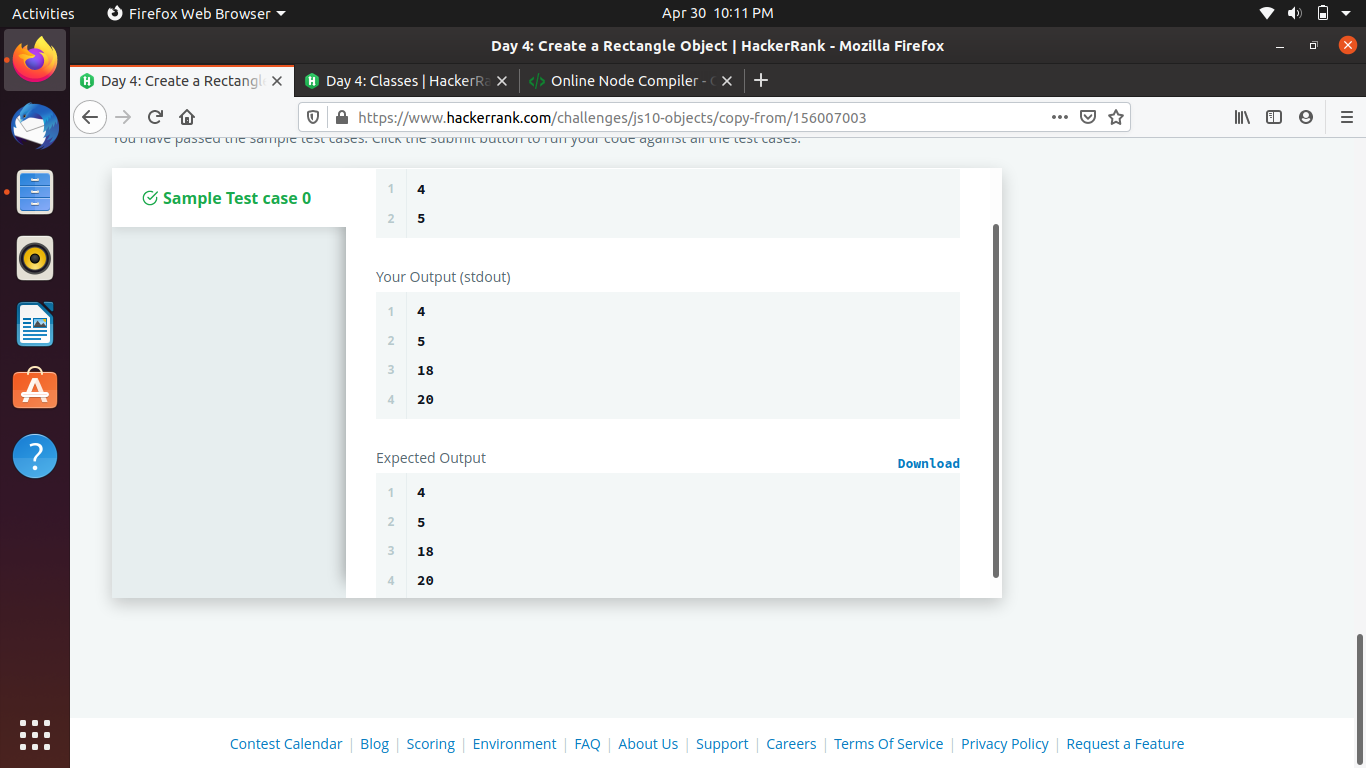 Activities
Firefox Web Browser
Apr 30 10:11 PM
Day 4: Create a Rectangle Object | HackerRank - Mozilla Firefox
Day 4: Create a Rectangle
Day 4: Classes | HackerRa
Online Node Compiler -
https://www.hackerrank.com/challenges/js10-objects/copy-from/156007003
You have passed the sample test cases. Click the submit button to run your code against all the test cases.
Sample Test case 0
1 4
2 5
Your Output (stdout)
1 4
2 5
3 18
4 20
Expected Output
Download
1 4
2 5
3 18
4 20
Contest Calendar | Blog | Scoring | Environment | FAQ | About Us | Support | Careers | Terms Of Service | Privacy Policy | Request a Feature